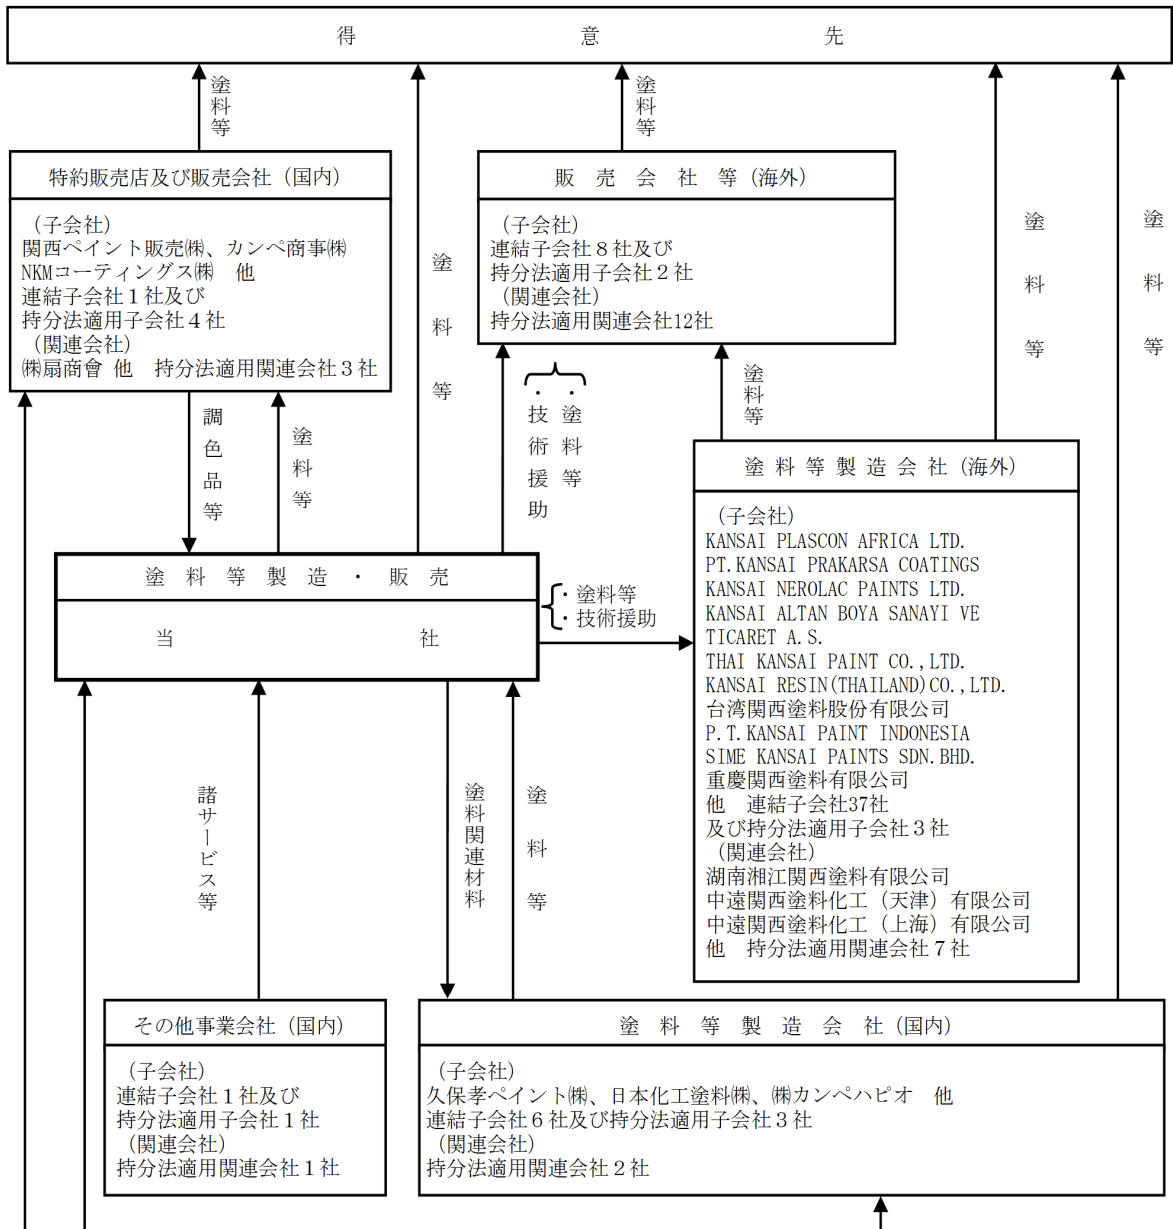 得意先
塗料等
塗料等
特約販売店及び販売会社（国内）
（子会社）
関西ペイント販売㈱、カンペ商事㈱
NKMコーティングス㈱　他
連結子会社１社及び
持分法適用子会社４社
（関連会社）
㈱扇商會 他　持分法適用関連会社３社
塗料等
販売会社等（海外）
（子会社）
連結子会社８社及び
持分法適用子会社２社
（関連会社）
持分法適用関連会社12社
塗料等
塗料等
調色品等
塗料等
・塗料等
・技術援助
塗料等
塗料等製造・販売
当社
・塗料等
・技術援助
塗料等製造会社（海外）
（子会社）
KANSAI PLASCON AFRICA LTD.
PT.KANSAI PRAKARSA COATINGS
KANSAI NEROLAC PAINTS LTD.
KANSAI ALTAN BOYA SANAYI VE
TICARET A.S.
THAI KANSAI PAINT CO.,LTD.
KANSAI RESIN(THAILAND)CO.,LTD.
台湾関西塗料股份有限公司
P.T.KANSAI PAINT INDONESIA
SIME KANSAI PAINTS SDN.BHD.
重慶関西塗料有限公司
他　連結子会社37社
及び持分法適用子会社３社
（関連会社）
湖南湘江関西塗料有限公司
中遠関西塗料化工（天津）有限公司
中遠関西塗料化工（上海）有限公司
他　持分法適用関連会社７社
諸サービス等
塗料関連材料
塗料等
その他事業会社（国内）
（子会社）
連結子会社１社及び
持分法適用子会社１社
（関連会社）
持分法適用関連会社１社
塗料等製造会社（国内）
（子会社）
久保孝ペイント㈱、日本化工塗料㈱、㈱カンペハピオ　他
連結子会社６社及び持分法適用子会社３社
（関連会社）
持分法適用関連会社２社